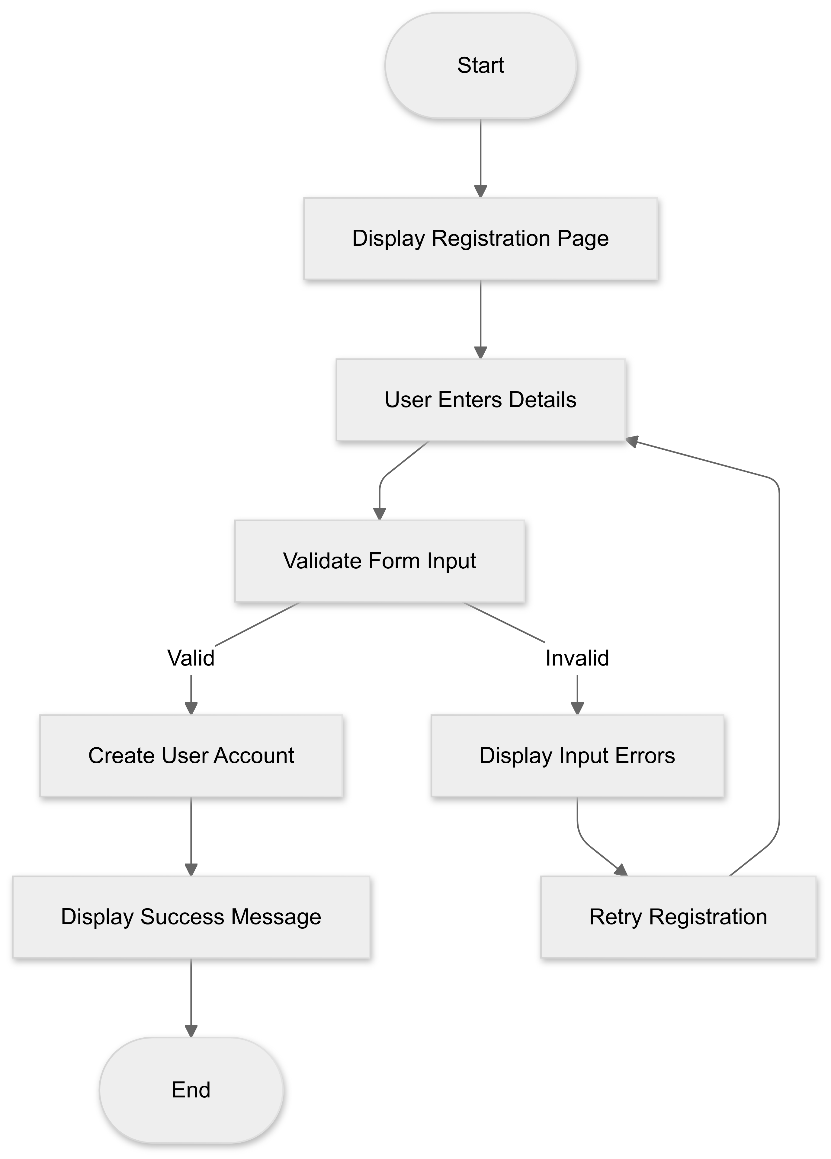 Start
Display Registration Page
User Enters Details
Validate Form Input
Valid
Invalid
Create User Account
Display Input Errors
Display Success Message
Retry Registration
End